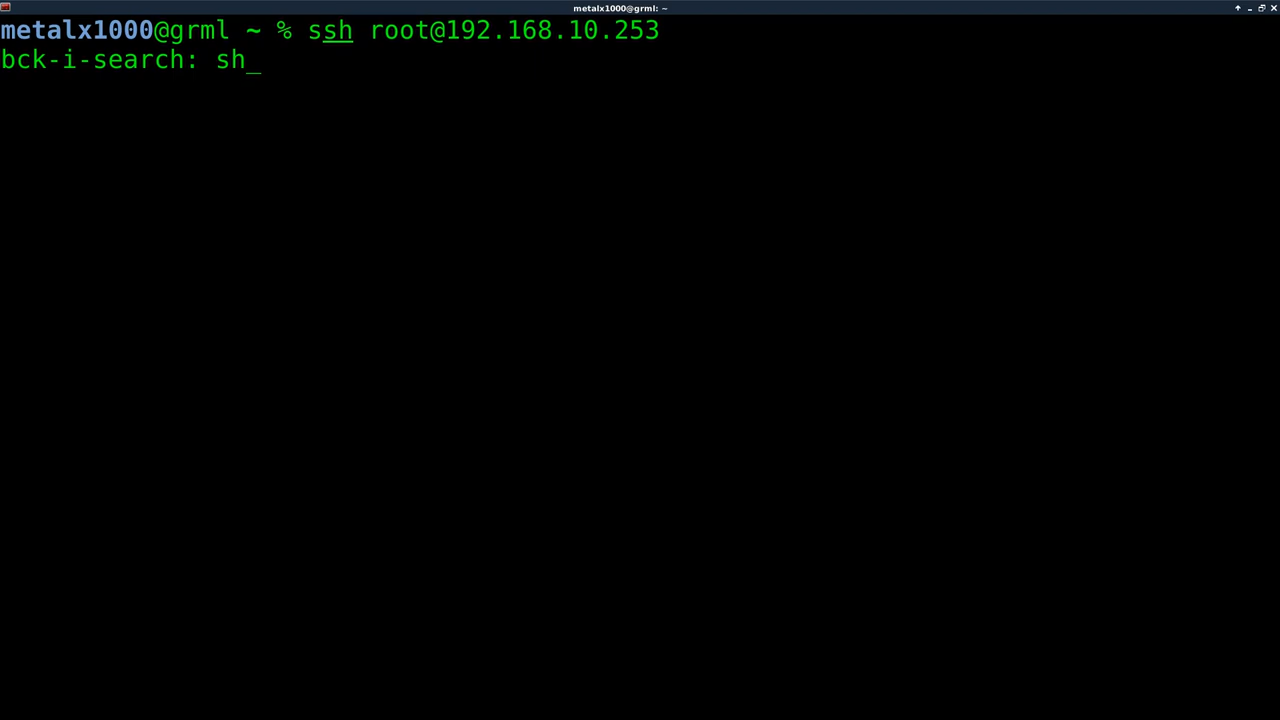 metalx1000@grml: ~
metalx1000@grml ~ % ssh root@192.168.10.253
bck-i-search: sh_